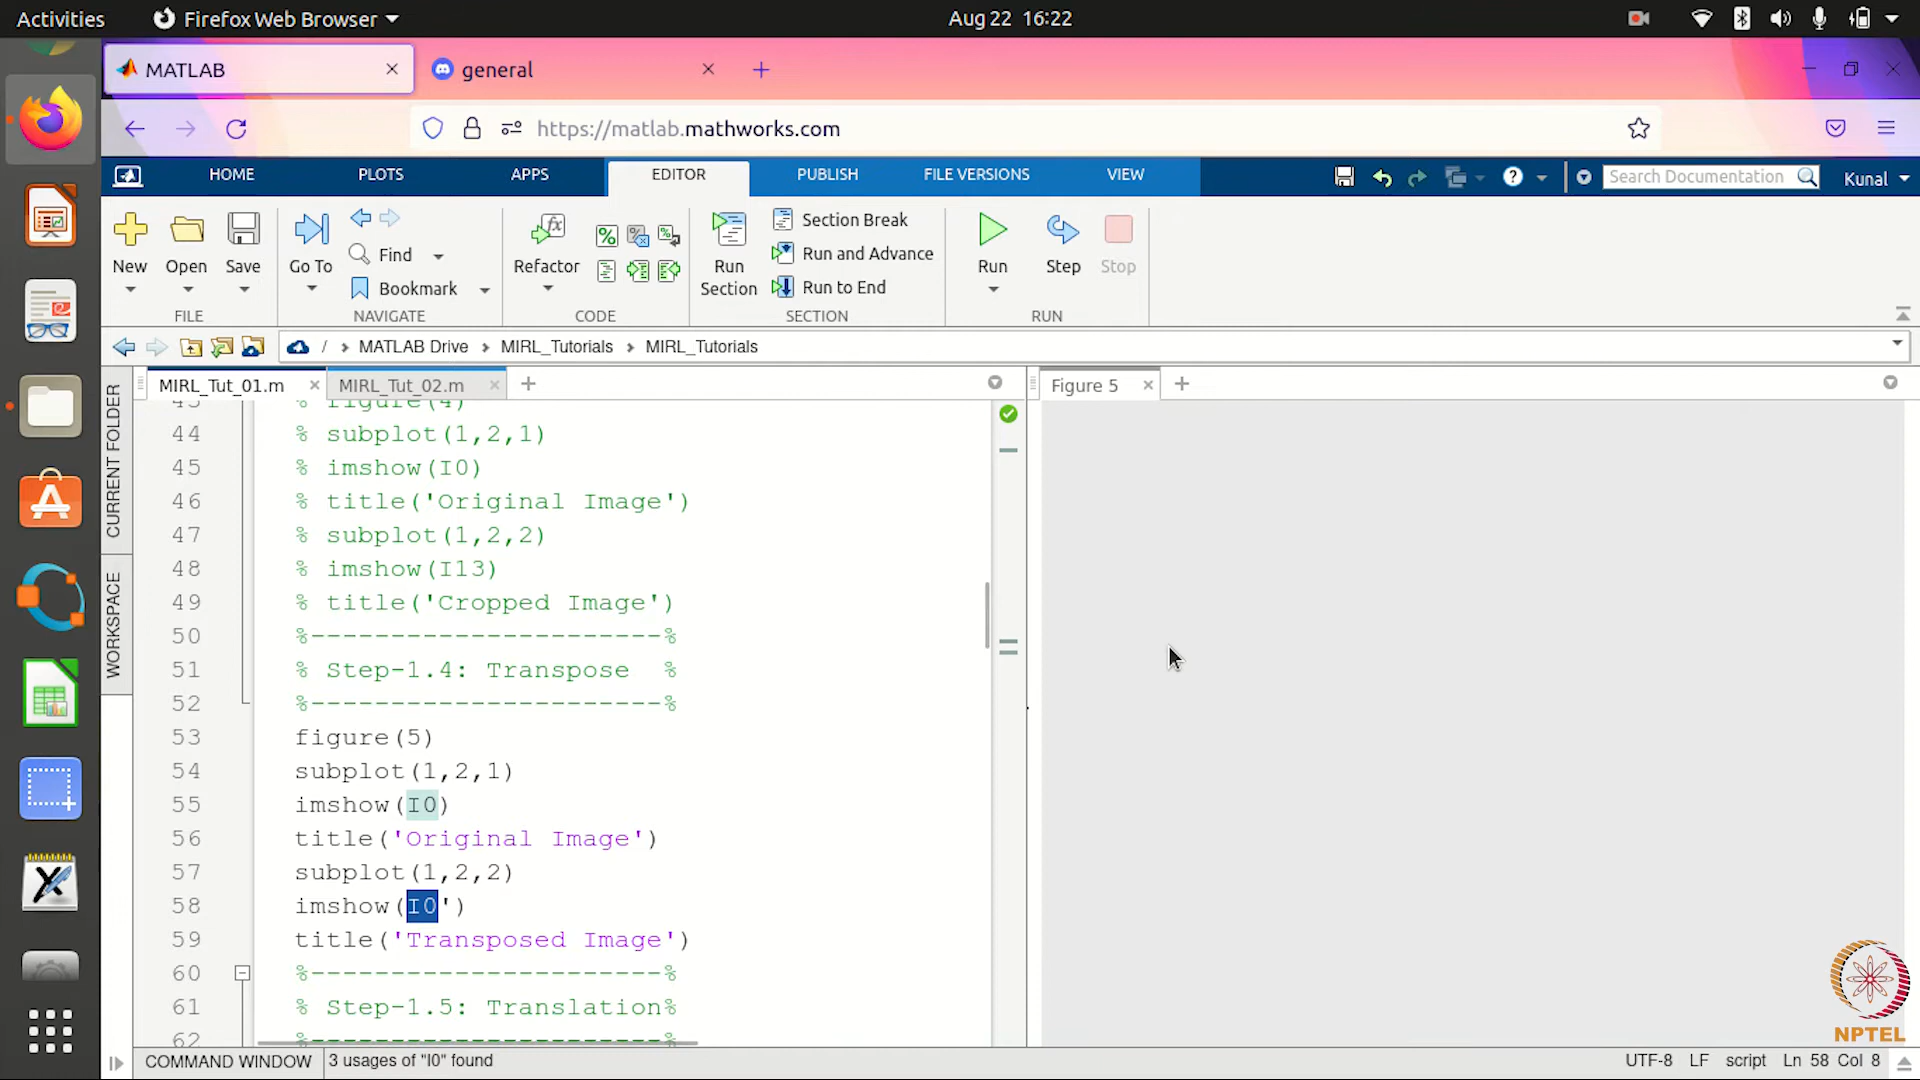 Activities
Firefox Web Browser
Aug 22 16:22
MATLAB
general
https://matlab.mathworks.com
HOME
PLOTS
APPS
EDITOR
PUBLISH
FILE VERSIONS
VIEW
Search Documentation
Kunal
New
Open
Save
FILE
Go To
Find
Bookmark
NAVIGATE
Refactor
CODE
Run Section
Section Break
Run and Advance
Run to End
SECTION
Run
Step
Stop
RUN
/ MATLAB Drive MIRL_Tutorials MIRL_Tutorials
CURRENT FOLDER
WORKSPACE
MIRL_Tut_01.m
MIRL_Tut_02.m
Figure 5
43 % figure(4)
44 % subplot(1,2,1)
45 % imshow(I0)
46 % title('Original Image')
47 % subplot(1,2,2)
48 % imshow(I13)
49 % title('Cropped Image')
50 %----------------------%
51 % Step-1.4: Transpose %
52 %----------------------%
53 figure(5)
54 subplot(1,2,1)
55 imshow(I0)
56 title('Original Image')
57 subplot(1,2,2)
58 imshow(I0')
59 title('Transposed Image')
60 %----------------------%
61 % Step-1.5: Translation%
62 %----------------------%
NPTEL
COMMAND WINDOW
3 usages of "I0" found
UTF-8 LF script Ln 58 Col 8